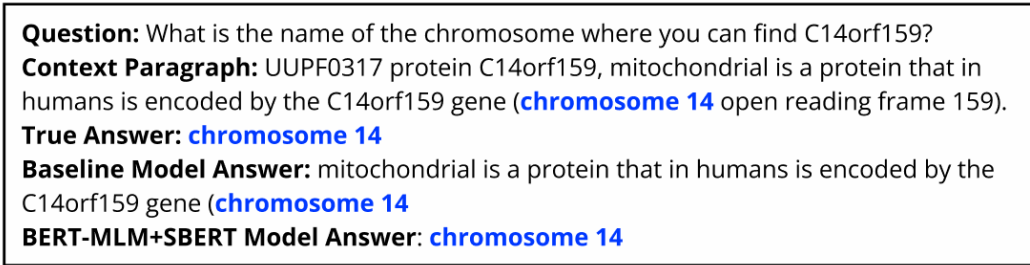 Question: What is the name of the chromosome where you can find C14orf159?
Context Paragraph: UUPF0317 protein C14orf159, mitochondrial is a protein that in
humans is encoded by the C14orf159 gene (chromosome 14 open reading frame 159).
True Answer: chromosome 14
Baseline Model Answer: mitochondrial is a protein that in humans is encoded by the
C14orf159 gene (chromosome 14
BERT-MLM+SBERT Model Answer: chromosome 14